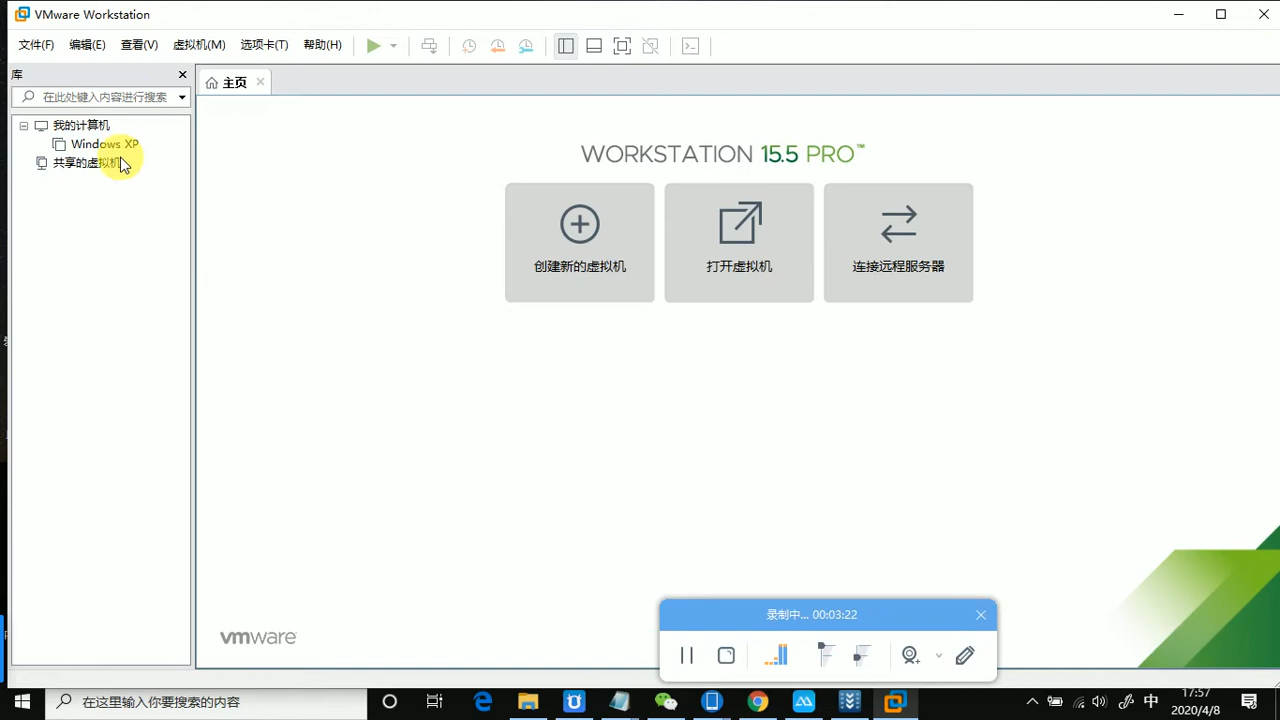 VMware Workstation
文件(F) 编辑(E) 查看(V) 虚拟机(M) 选项卡(T) 帮助(H)
库
在此处键入内容进行搜索
我的计算机
Windows XP
共享的虚拟机
主页
WORKSTATION 15.5 PRO™
创建新的虚拟机
打开虚拟机
连接远程服务器
vmware
录制中... 00:03:22
在这里输入你要搜索的内容
中
17:57
2020/4/8